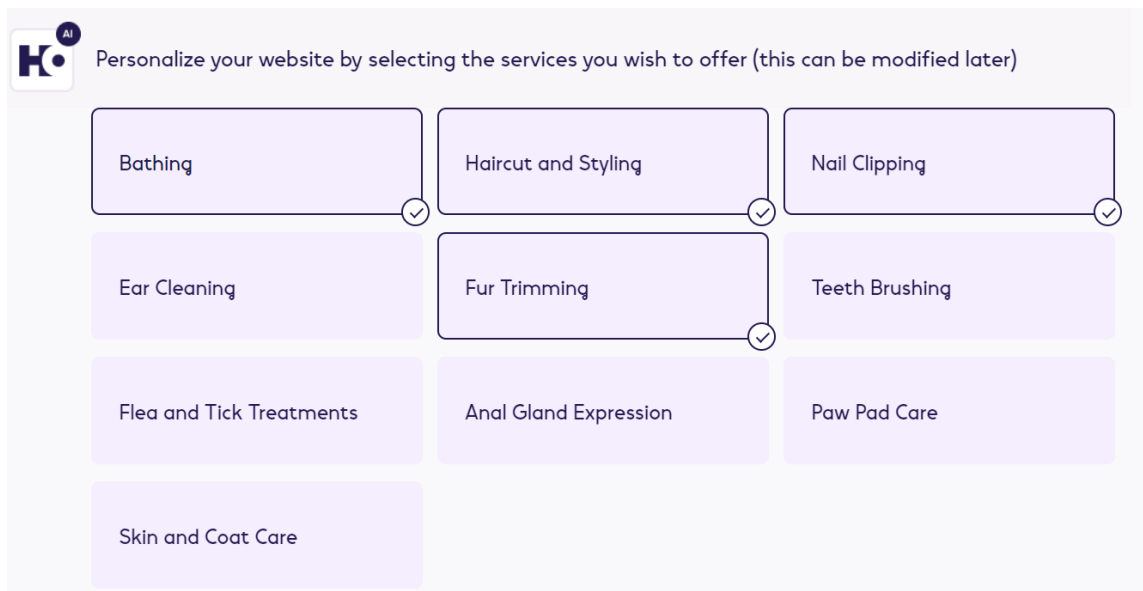 HO AI
Personalize your website by selecting the services you wish to offer (this can be modified later)
Bathing
Haircut and Styling
Nail Clipping
Ear Cleaning
Fur Trimming
Teeth Brushing
Flea and Tick Treatments
Anal Gland Expression
Paw Pad Care
Skin and Coat Care